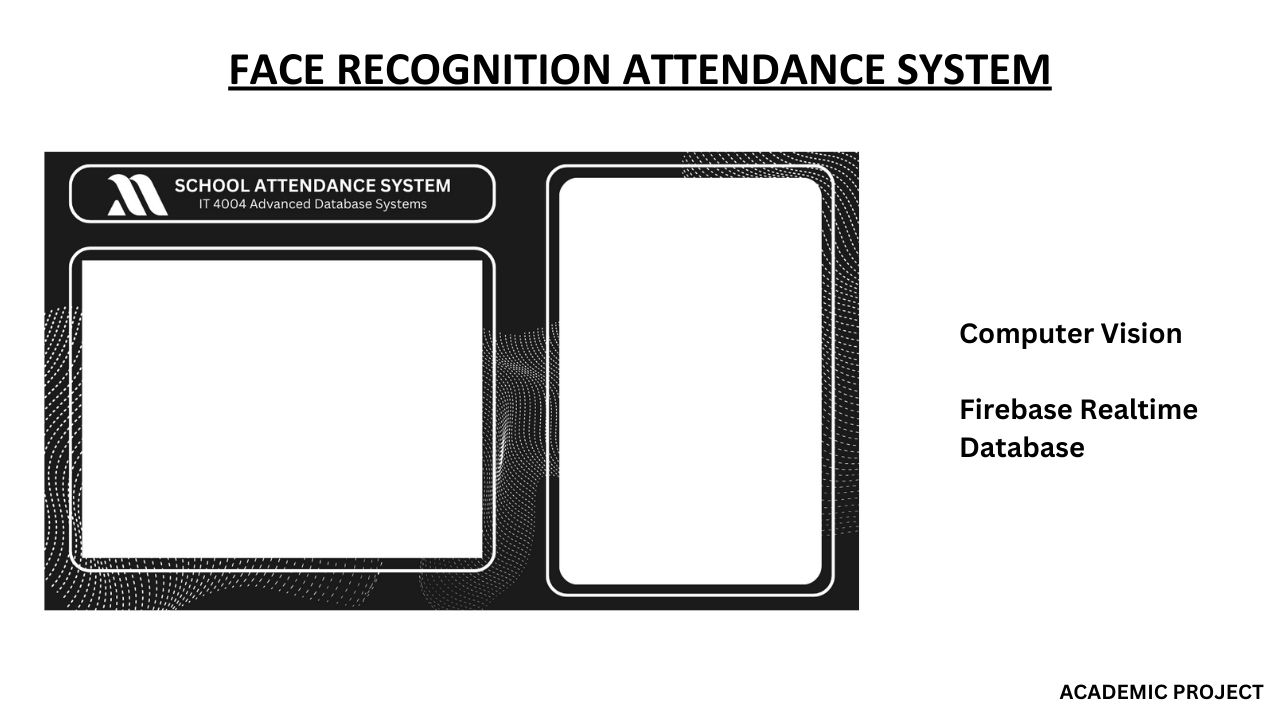 FACE RECOGNITION ATTENDANCE SYSTEM
SCHOOL ATTENDANCE SYSTEM
IT 4004 Advanced Database Systems
Computer Vision
Firebase Realtime
Database
ACADEMIC PROJECT